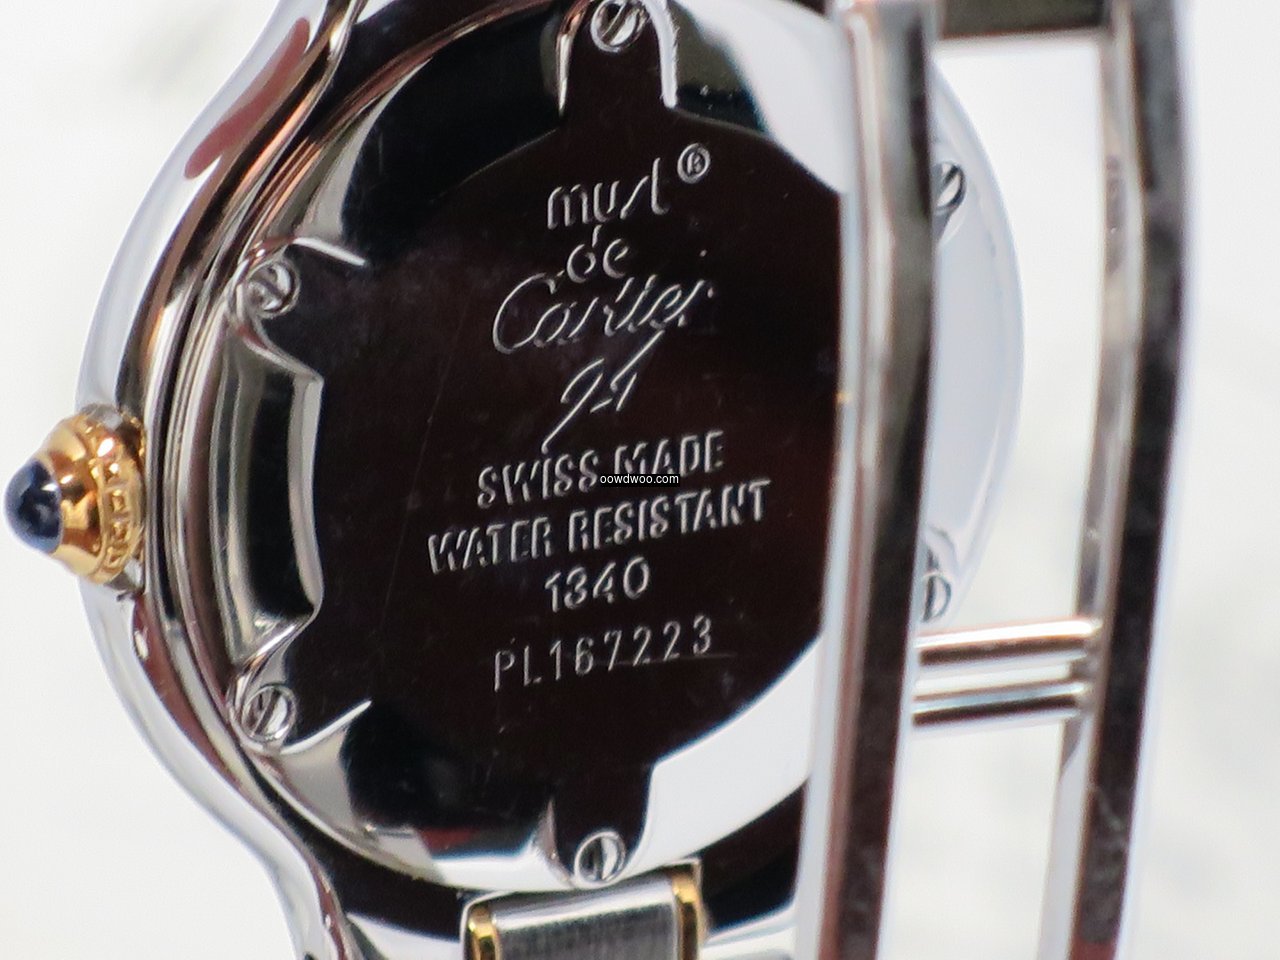 must®
de
Cartier
21
SWISS MADE
oowdwoo.com
WATER RESISTANT
1340
PL167223